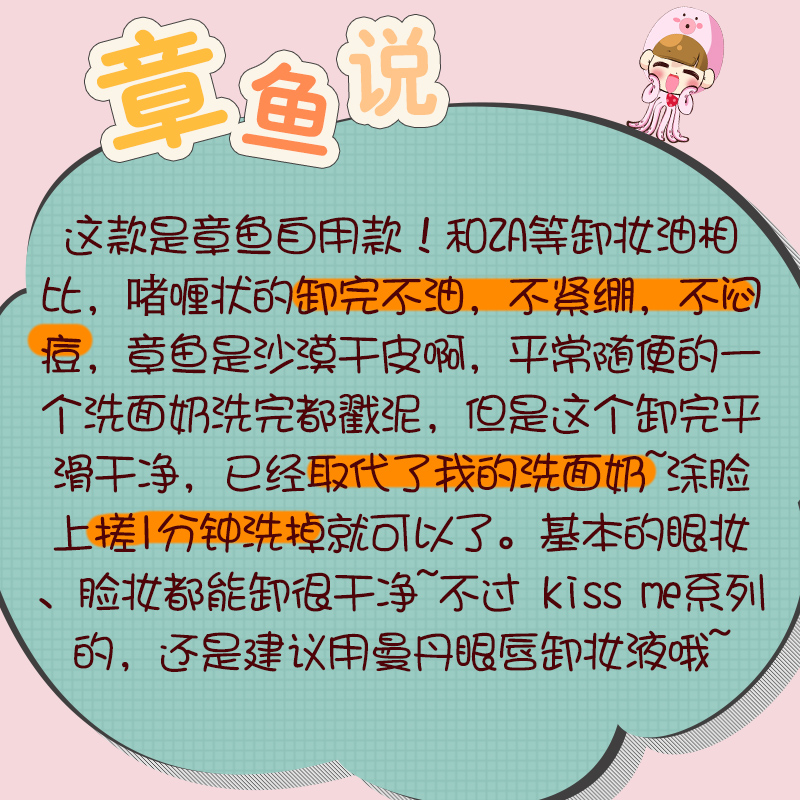 章鱼说
这款是章鱼自用款！和ZA等卸妆油相
比，啫喱状的卸完不油，不紧绷，不闷
痘，章鱼是沙漠干皮啊，平常随便的一
个洗面奶洗完都戳泥，但是这个卸完平
滑干净，已经取代了我的洗面奶~涂脸
上搓1分钟洗掉就可以了。基本的眼妆
、脸妆都能卸很干净~不过 kiss me系列
的，还是建议用曼丹眼唇卸妆液哦~